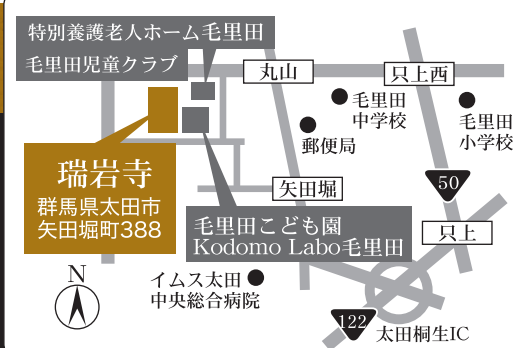 特別養護老人ホーム毛里田
毛里田児童クラブ
丸山
只上西
毛里田
中学校
毛里田
小学校
郵便局
瑞岩寺
群馬県太田市
矢田堀町388
矢田堀
50
只上
毛里田こども園
Kodomo Labo毛里田
N
イムス太田
中央総合病院
122
太田桐生IC